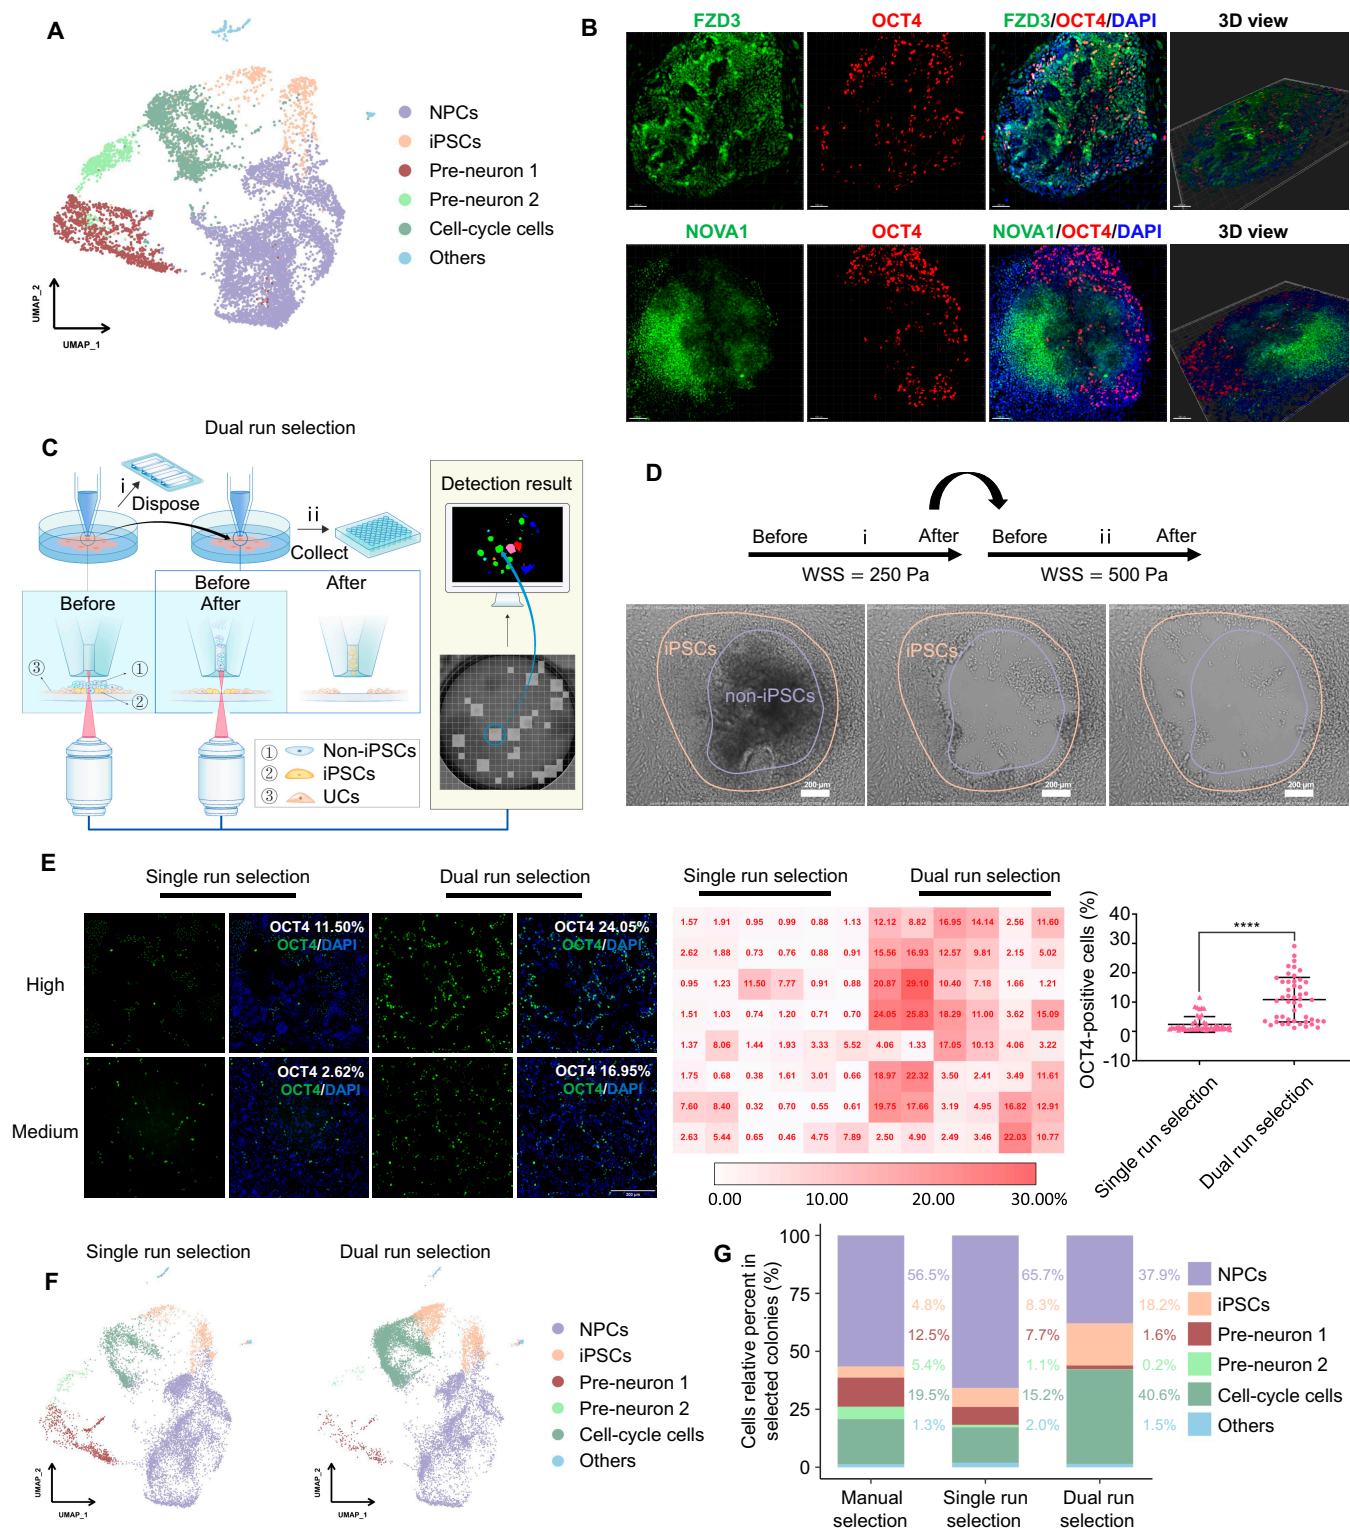 A
NPCs
iPSCs
Pre-neuron 1
Pre-neuron 2
Cell-cycle cells
Others
UMAP_2
UMAP_1
B
FZD3
OCT4
FZD3/OCT4/DAPI
3D view
NOVA1
OCT4
NOVA1/OCT4/DAPI
3D view
C
Dual run selection
i
Dispose
ii
Collect
Before
After
Before
After
③
①
②
① Non-iPSCs
② iPSCs
③ UCs
Detection result
D
Before i After
WSS = 250 Pa
Before ii After
WSS = 500 Pa
iPSCs
non-iPSCs
200 μm
iPSCs
200 μm
200 μm
E
Single run selection
Dual run selection
High
Medium
OCT4 11.50%
OCT4/DAPI
OCT4 24.05%
OCT4/DAPI
OCT4 2.62%
OCT4/DAPI
OCT4 16.95%
OCT4/DAPI
200 μm
Single run selection
Dual run selection
1.57 1.91 0.95 0.99 0.88 1.13 12.12 8.82 16.95 14.14 2.56 11.60
2.62 1.88 0.73 0.76 0.88 0.91 15.56 16.93 12.57 9.81 2.15 5.02
0.95 1.23 11.50 7.77 0.91 0.88 20.87 29.10 10.40 7.18 1.66 1.21
1.51 1.03 0.74 1.20 0.71 0.70 24.05 25.83 18.29 11.00 3.62 15.09
1.37 8.06 1.44 1.93 3.33 5.52 4.06 1.33 17.05 10.13 4.06 3.22
1.75 0.68 0.38 1.61 3.01 0.66 18.97 22.32 3.50 2.41 3.49 11.61
7.60 8.40 0.32 0.70 0.55 0.61 19.75 17.66 3.19 4.95 16.82 12.91
2.63 5.44 0.65 0.46 4.75 7.89 2.50 4.90 2.49 3.46 22.03 10.77
0.00 10.00 20.00 30.00%
OCT4-positive cells (%)
40
30
20
10
0
-10
****
Single run selection
Dual run selection
F
Single run selection
Dual run selection
UMAP_2
UMAP_1
UMAP_2
UMAP_1
NPCs
iPSCs
Pre-neuron 1
Pre-neuron 2
Cell-cycle cells
Others
G
Cells relative percent in
selected colonies (%)
100
75
50
25
0
56.5% 65.7% 37.9%
4.8% 8.3% 18.2%
12.5% 7.7% 1.6%
5.4% 1.1% 0.2%
19.5% 15.2% 40.6%
1.3% 2.0% 1.5%
NPCs
iPSCs
Pre-neuron 1
Pre-neuron 2
Cell-cycle cells
Others
Manual
selection
Single run
selection
Dual run
selection